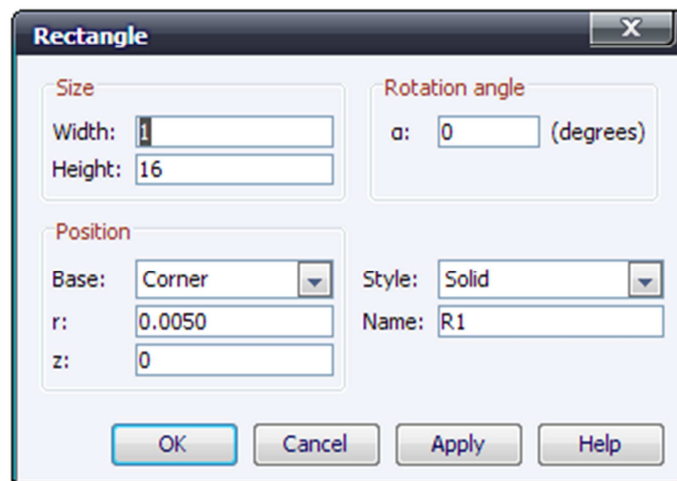 Rectangle
Size
Width: 1
Height: 16
Rotation angle
α: 0 (degrees)
Position
Base: Corner
r: 0.0050
z: 0
Style: Solid
Name: R1
OK Cancel Apply Help